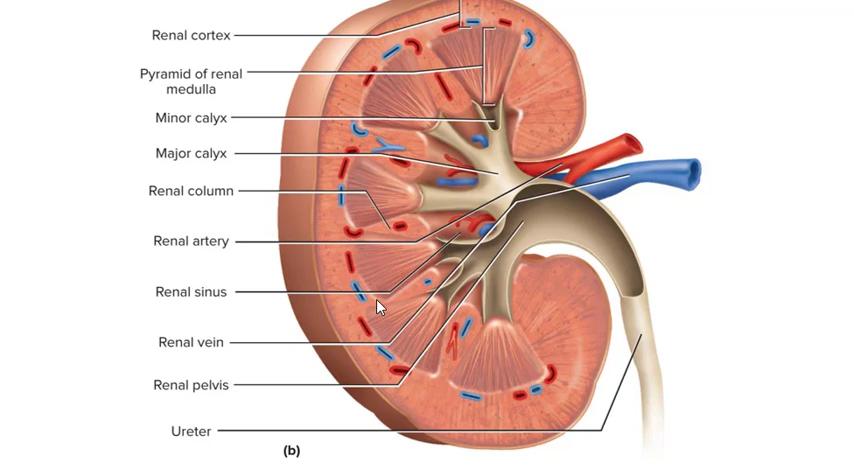 Renal cortex
Pyramid of renal
medulla
Minor calyx
Major calyx
Renal column
Renal artery
Renal sinus
Renal vein
Renal pelvis
Ureter
(b)